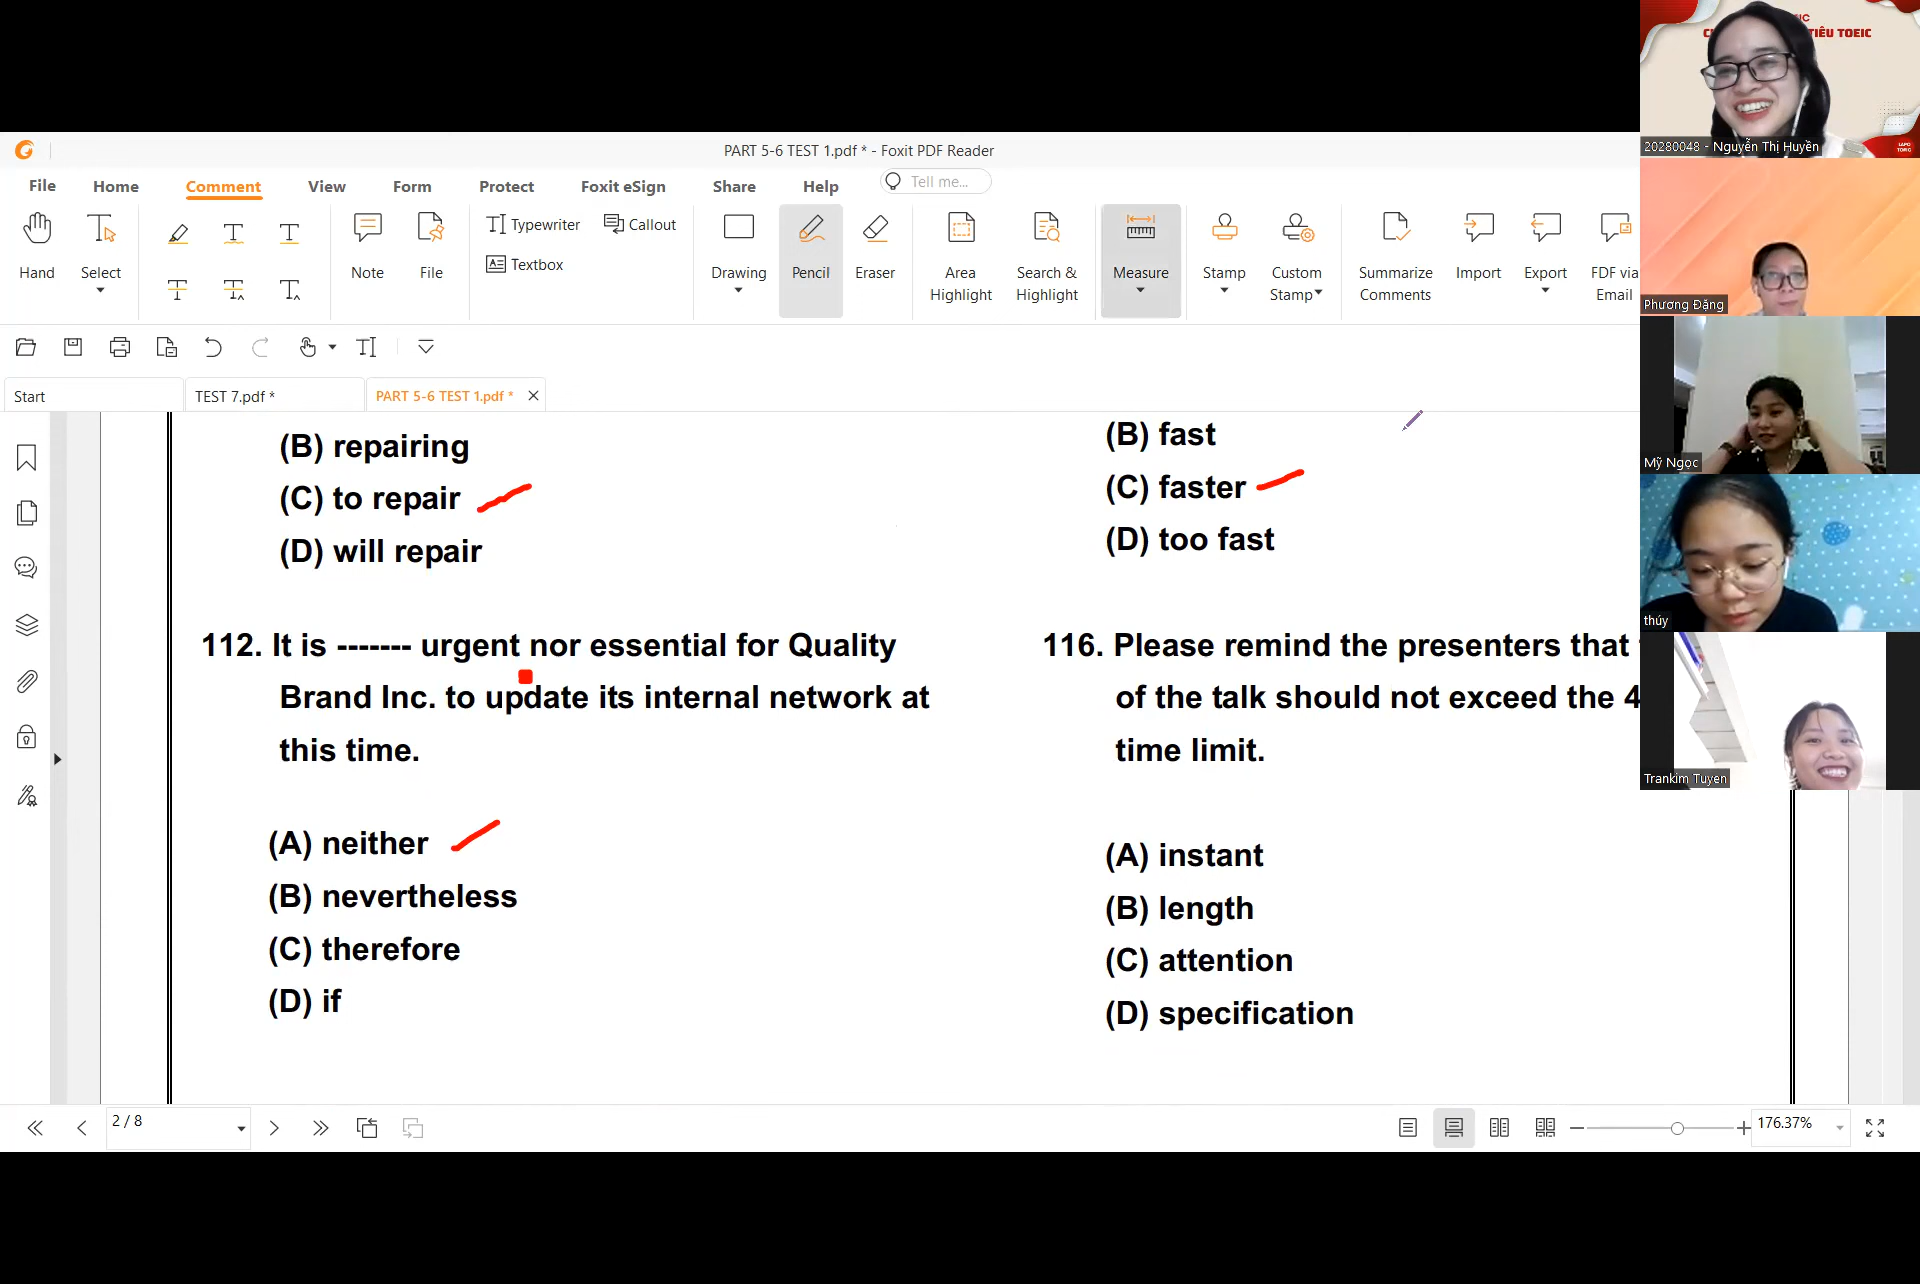 PART 5-6 TEST 1.pdf * - Foxit PDF Reader
File Home Comment View Form Protect Foxit eSign Share Help Tell me...
Hand
Select
Note
File
Typewriter
Callout
Textbox
Drawing
Pencil
Eraser
Area
Highlight
Search &
Highlight
Measure
Stamp
Custom
Stamp
Summarize
Comments
Import
Export
FDF via
Email
Start
TEST 7.pdf *
PART 5-6 TEST 1.pdf *
(B) repairing
(C) to repair
(D) will repair
112. It is ------- urgent nor essential for Quality
Brand Inc. to update its internal network at
this time.
(A) neither
(B) nevertheless
(C) therefore
(D) if
(B) fast
(C) faster
(D) too fast
116. Please remind the presenters that
of the talk should not exceed the 4
time limit.
(A) instant
(B) length
(C) attention
(D) specification
2 / 8
176.37%
TIÊU TOEIC
20280048 - Nguyễn Thị Huyền
Phương Đặng
Mỹ Ngọc
thúy
Trankim Tuyen